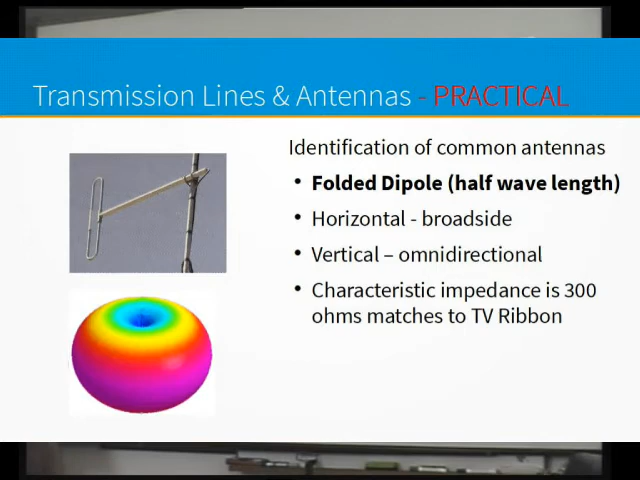 Transmission Lines & Antennas - PRACTICAL
Identification of common antennas
• Folded Dipole (half wave length)
• Horizontal - broadside
• Vertical – omnidirectional
• Characteristic impedance is 300
ohms matches to TV Ribbon